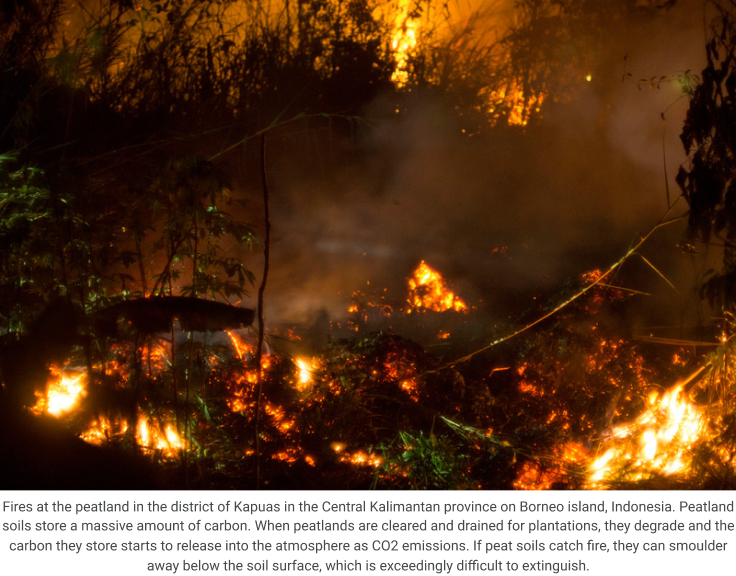 Fires at the peatland in the district of Kapuas in the Central Kalimantan province on Borneo island, Indonesia. Peatland
soils store a massive amount of carbon. When peatlands are cleared and drained for plantations, they degrade and the
carbon they store starts to release into the atmosphere as CO2 emissions. If peat soils catch fire, they can smoulder
away below the soil surface, which is exceedingly difficult to extinguish.